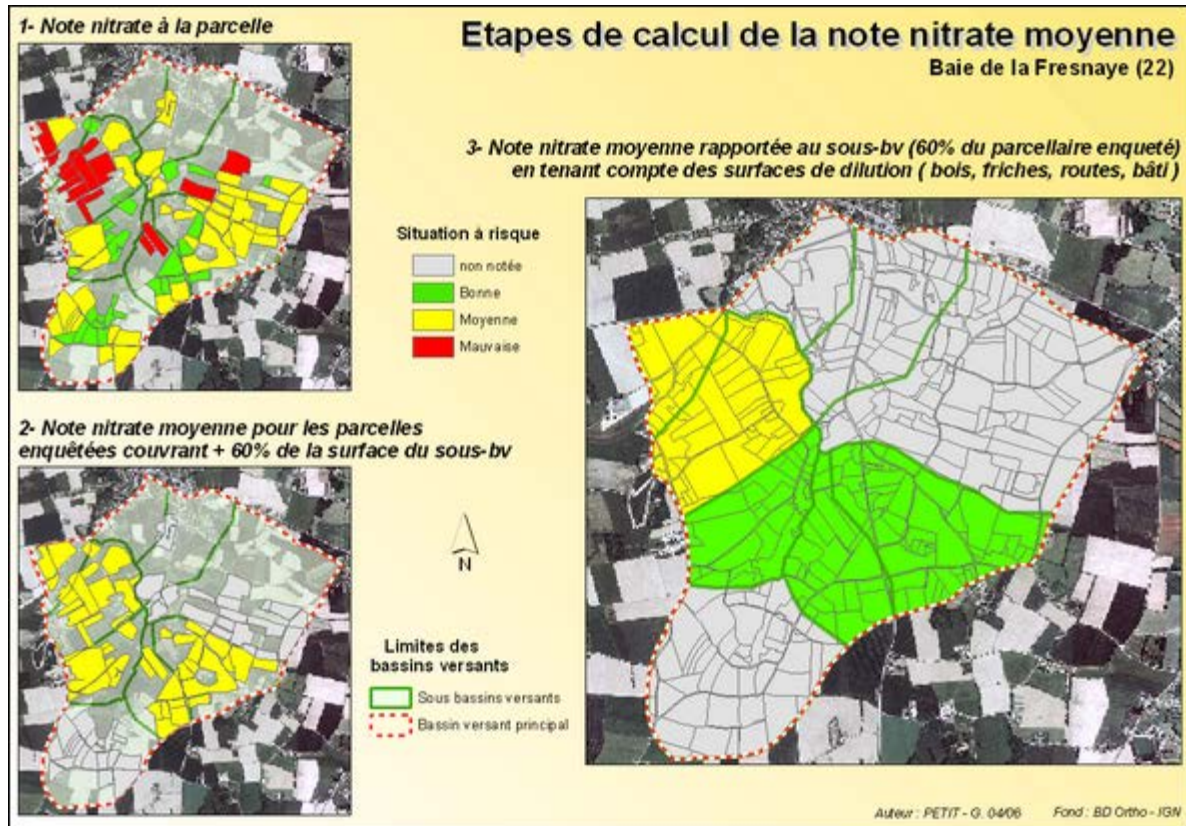 1- Note nitrate à la parcelle
Etapes de calcul de la note nitrate moyenne
Baie de la Fresnaye (22)
3- Note nitrate moyenne rapportée au sous-bv (60% du parcellaire enqueté)
en tenant compte des surfaces de dilution ( bois, friches, routes, bâti )
Situation à risque
non notée
Bonne
Moyenne
Mauvaise
2- Note nitrate moyenne pour les parcelles
enquêtées couvrant + 60% de la surface du sous-bv
N
Limites des
bassins versants
Sous bassins versants
Bassin versant principal
Auteur : PETIT - G. 04/06 Fond : BD Ortho - IGN